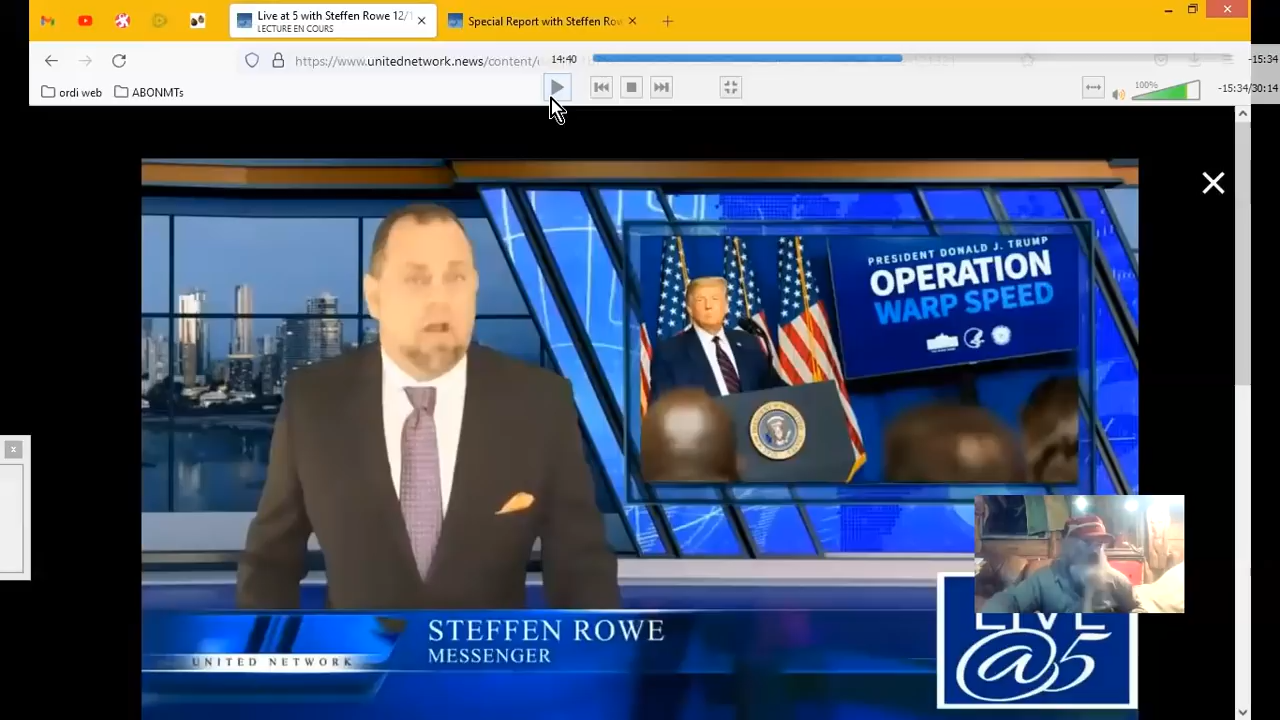 Live at 5 with Steffen Rowe 12/1
LECTURE EN COURS
Special Report with Steffen Row
14:40
-15:34
https://www.unitednetwork.news/content/
ordi web
ABONMTs
100%
-15:34/30:14
PRESIDENT DONALD J. TRUMP
OPERATION
WARP SPEED
STEFFEN ROWE
MESSENGER
UNITED NETWORK
LIVE
@5